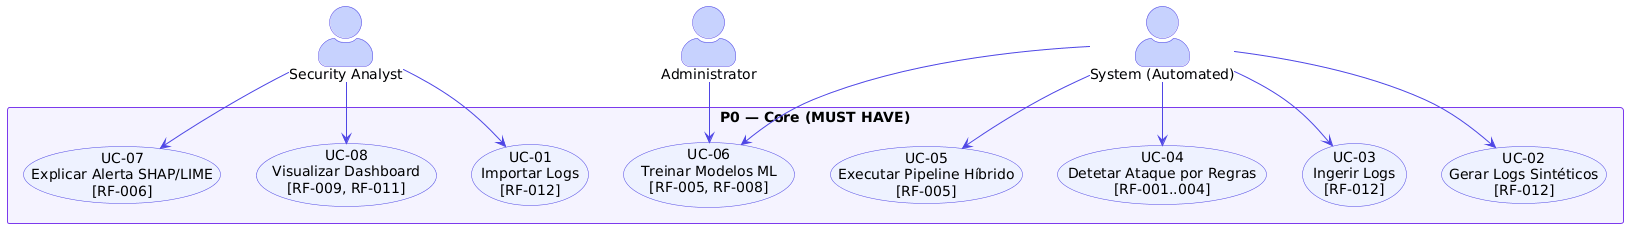 Security Analyst
Administrator
System (Automated)
P0 — Core (MUST HAVE)
UC-07
Explicar Alerta SHAP/LIME
[RF-006]
UC-08
Visualizar Dashboard
[RF-009, RF-011]
UC-01
Importar Logs
[RF-012]
UC-06
Treinar Modelos ML
[RF-005, RF-008]
UC-05
Executar Pipeline Híbrido
[RF-005]
UC-04
Detetar Ataque por Regras
[RF-001..004]
UC-03
Ingerir Logs
[RF-012]
UC-02
Gerar Logs Sintéticos
[RF-012]